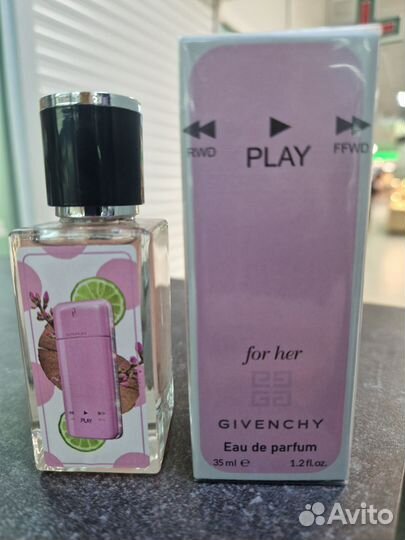 RWD
PLAY
FFWD
for her
GIVENCHY
Eau de parfum
35 ml e 1.2 fl.oz.
PLAY
Avito